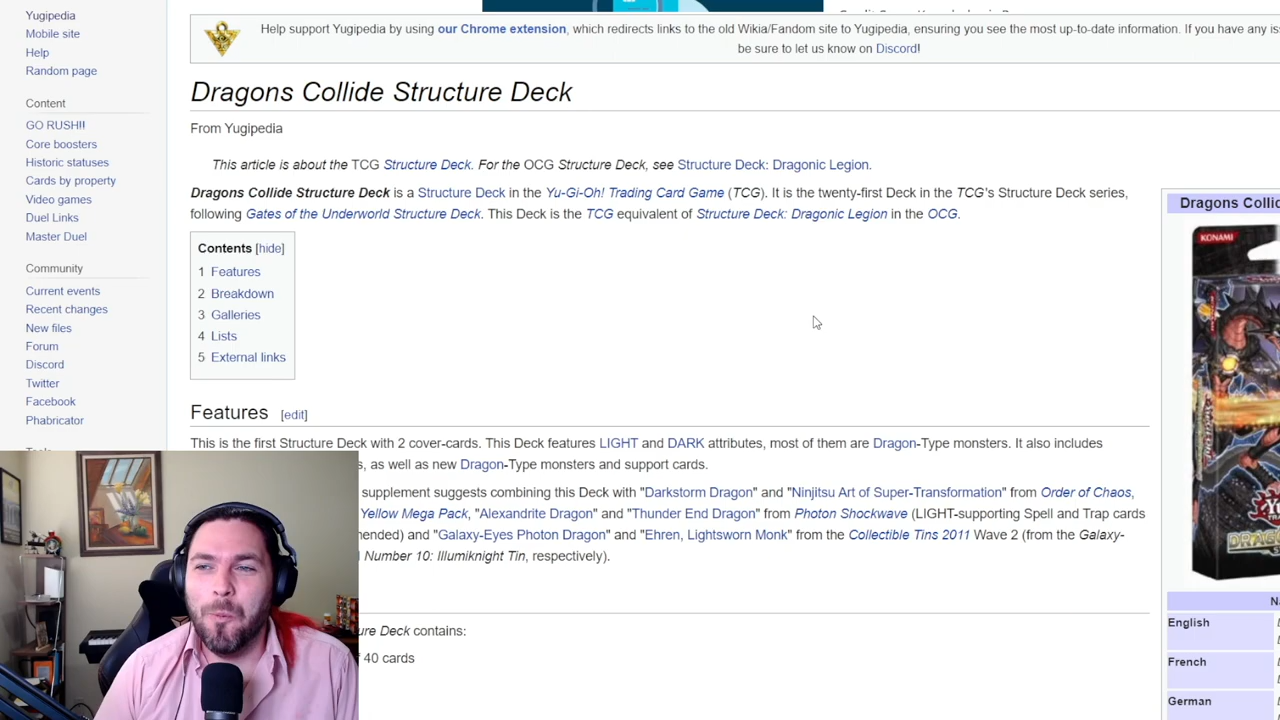 Yugipedia
Mobile site
Help
Random page
Content
GO RUSH!!
Core boosters
Historic statuses
Cards by property
Video games
Duel Links
Master Duel
Community
Current events
Recent changes
New files
Forum
Discord
Twitter
Facebook
Phabricator
Help support Yugipedia by using our Chrome extension, which redirects links to the old Wikia/Fandom site to Yugipedia, ensuring you see the most up-to-date information. If you have any
be sure to let us know on Discord!
Dragons Collide Structure Deck
From Yugipedia
This article is about the TCG Structure Deck. For the OCG Structure Deck, see Structure Deck: Dragonic Legion.
Dragons Collide Structure Deck is a Structure Deck in the Yu-Gi-Oh! Trading Card Game (TCG). It is the twenty-first Deck in the TCG's Structure Deck series,
following Gates of the Underworld Structure Deck. This Deck is the TCG equivalent of Structure Deck: Dragonic Legion in the OCG.
Contents [hide]
1 Features
2 Breakdown
3 Galleries
4 Lists
5 External links
Features [edit]
This is the first Structure Deck with 2 cover-cards. This Deck features LIGHT and DARK attributes, most of them are Dragon-Type monsters. It also includes
s, as well as new Dragon-Type monsters and support cards.
supplement suggests combining this Deck with "Darkstorm Dragon" and "Ninjitsu Art of Super-Transformation" from Order of Chaos,
Yellow Mega Pack, "Alexandrite Dragon" and "Thunder End Dragon" from Photon Shockwave (LIGHT-supporting Spell and Trap cards
mended) and "Galaxy-Eyes Photon Dragon" and "Ehren, Lightsworn Monk" from the Collectible Tins 2011 Wave 2 (from the Galaxy-
Number 10: Illumiknight Tin, respectively).
ure Deck contains:
40 cards
Dragons Collid
KONAMI
English
French
German